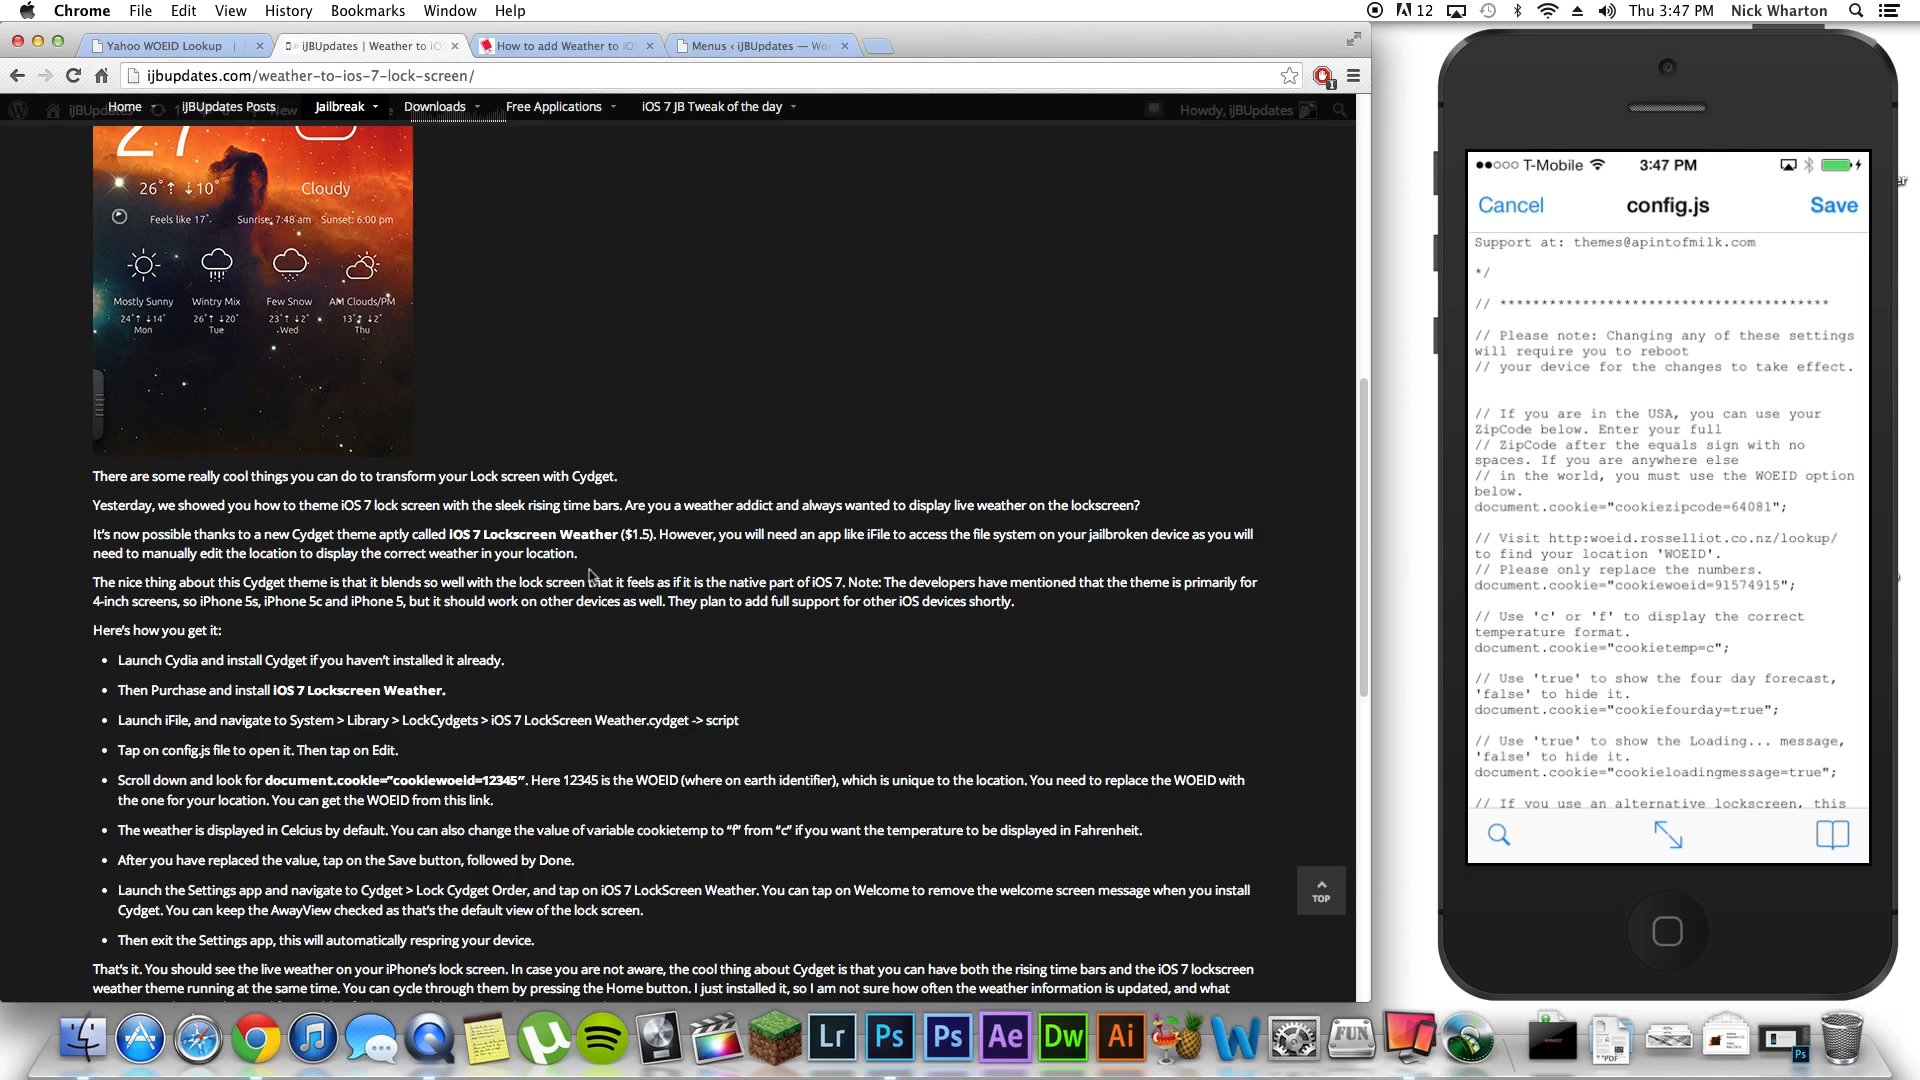 Chrome File Edit View History Bookmarks Window Help
12 Thu 3:47 PM Nick Wharton
Yahoo WOEID Lookup
iJBUpdates | Weather to iO
How to add Weather to iOS
Menus ‹ iJBUpdates — Wor
ijbupdates.com/weather-to-ios-7-lock-screen/
iJBUpdates New Howdy, iJBUpdates
Home iJBUpdates Posts Jailbreak Downloads Free Applications iOS 7 JB Tweak of the day
27
26° 10° Cloudy
Feels like 17°. Sunrise: 7:48 am Sunset: 6:00 pm
Mostly Sunny Wintry Mix Few Snow AM Clouds/PM
24° 14° 26° 20° 23° 2° 13° 2°
Mon Tue Wed Thu
There are some really cool things you can do to transform your Lock screen with Cydget.
Yesterday, we showed you how to theme iOS 7 lock screen with the sleek rising time bars. Are you a weather addict and always wanted to display live weather on the lockscreen?
It's now possible thanks to a new Cydget theme aptly called iOS 7 Lockscreen Weather ($1.5). However, you will need an app like iFile to access the file system on your jailbroken device as you will
need to manually edit the location to display the correct weather in your location.
The nice thing about this Cydget theme is that it blends so well with the lock screen that it feels as if it is the native part of iOS 7. Note: The developers have mentioned that the theme is primarily for
4-inch screens, so iPhone 5s, iPhone 5c and iPhone 5, but it should work on other devices as well. They plan to add full support for other iOS devices shortly.
Here's how you get it:
• Launch Cydia and install Cydget if you haven't installed it already.
• Then Purchase and install iOS 7 Lockscreen Weather.
• Launch iFile, and navigate to System > Library > LockCydgets > iOS 7 LockScreen Weather.cydget -> script
• Tap on config.js file to open it. Then tap on Edit.
• Scroll down and look for document.cookie="cookiewoeid=12345". Here 12345 is the WOEID (where on earth identifier), which is unique to the location. You need to replace the WOEID with
the one for your location. You can get the WOEID from this link.
• The weather is displayed in Celcius by default. You can also change the value of variable cookietemp to "f" from "c" if you want the temperature to be displayed in Fahrenheit.
• After you have replaced the value, tap on the Save button, followed by Done.
• Launch the Settings app and navigate to Cydget > Lock Cydget Order, and tap on iOS 7 LockScreen Weather. You can tap on Welcome to remove the welcome screen message when you install
Cydget. You can keep the AwayView checked as that's the default view of the lock screen.
• Then exit the Settings app, this will automatically respring your device.
That's it. You should see the live weather on your iPhone's lock screen. In case you are not aware, the cool thing about Cydget is that you can have both the rising time bars and the iOS 7 lockscreen
weather theme running at the same time. You can cycle through them by pressing the Home button. I just installed it, so I am not sure how often the weather information is updated, and what
TOP
T-Mobile 3:47 PM
Cancel config.js Save
Support at: themes@apintofmilk.com
*/
// ****************************************
// Please note: Changing any of these settings
will require you to reboot
// your device for the changes to take effect.
// If you are in the USA, you can use your
ZipCode below. Enter your full
// ZipCode after the equals sign with no
spaces. If you are anywhere else
// in the world, you must use the WOEID option
below.
document.cookie="cookiezipcode=64081";
// Visit http:woeid.rosselliot.co.nz/lookup/
to find your location 'WOEID'.
// Please only replace the numbers.
document.cookie="cookiewoeid=91574915";
// Use 'c' or 'f' to display the correct
temperature format.
document.cookie="cookietemp=c";
// Use 'true' to show the four day forecast,
'false' to hide it.
document.cookie="cookiefourday=true";
// Use 'true' to show the Loading... message,
'false' to hide it.
document.cookie="cookieloadingmessage=true";
// If you use an alternative lockscreen, this
Lr Ps Ps Ae Dw Ai W FUN PDF Ps